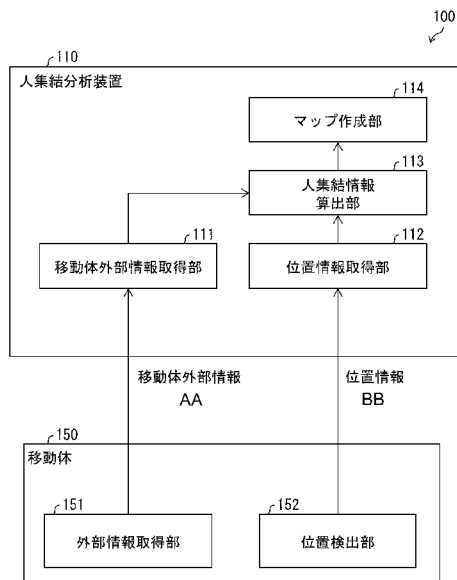 100
110
人集結分析装置
114
マップ作成部
113
人集結情報
算出部
111
移動体外部情報取得部
112
位置情報取得部
移動体外部情報
AA
位置情報
BB
150
移動体
151
外部情報取得部
152
位置検出部